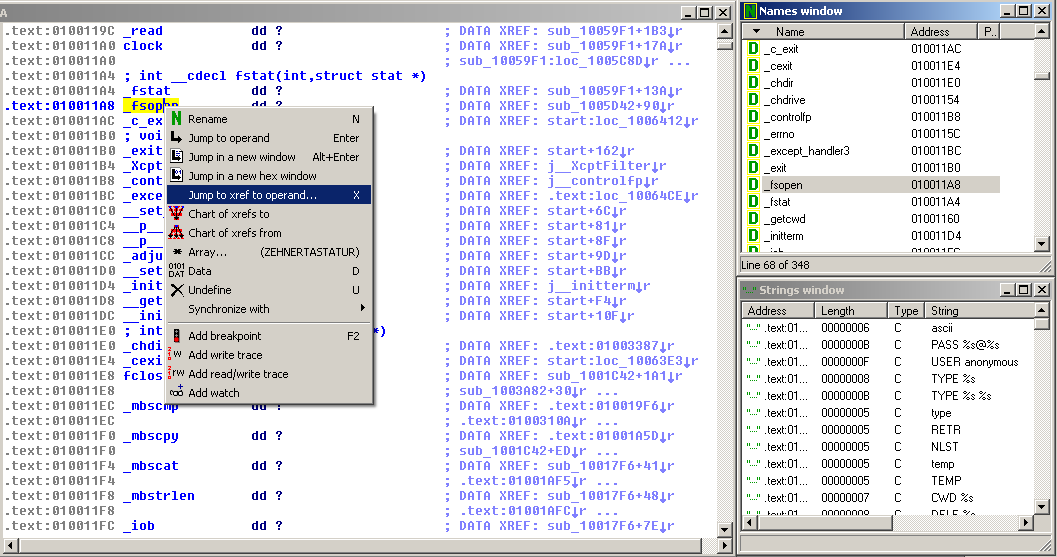 A
.text:0100119C _read dd ? ; DATA XREF: sub_10059F1+1B3↓r
.text:010011A0 clock dd ? ; DATA XREF: sub_10059F1+17A↓r
.text:010011A0 ; sub_10059F1:loc_1005C8D↓r ...
.text:010011A4 ; int __cdecl fstat(int,struct stat *)
.text:010011A4 _fstat dd ? ; DATA XREF: sub_10059F1+13A↓r
.text:010011A8 _fsopen dd ? ; DATA XREF: sub_1005D42+90↓r
.text:010011AC _c_ex ; DATA XREF: start:loc_1006412↓r
.text:010011B0 ; voi
.text:010011B0 _exit ; DATA XREF: start+162↓r
.text:010011B4 _Xcpt ; DATA XREF: j__XcptFilter↓r
.text:010011B8 _cont ; DATA XREF: j__controlfp↓r
.text:010011BC _exce ; DATA XREF: .text:loc_10064CE↓r
.text:010011C0 __set ; DATA XREF: start+6C↓r
.text:010011C4 __p__ ; DATA XREF: start+81↓r
.text:010011C8 __p__ ; DATA XREF: start+8F↓r
.text:010011CC _adju ; DATA XREF: start+9D↓r
.text:010011D0 __set ; DATA XREF: start+BB↓r
.text:010011D4 _init ; DATA XREF: j__initterm↓r
.text:010011D8 __get ; DATA XREF: start+F4↓r
.text:010011DC __ini ; DATA XREF: start+10F↓r
.text:010011E0 ; int *)
.text:010011E0 _chdi ; DATA XREF: .text:01003387↓r
.text:010011E4 _cexi ; DATA XREF: start:loc_10063E3↓r
.text:010011E8 fclos ; DATA XREF: sub_1001C42+1A1↓r
.text:010011E8 ; sub_1003A82+30↓r ...
.text:010011EC _mbscmp dd ? ; DATA XREF: .text:010019F6↓r
.text:010011EC ; .text:0100310A↓r ...
.text:010011F0 _mbscpy dd ? ; DATA XREF: .text:01001A5D↓r
.text:010011F0 ; sub_1001C42+ED↓r ...
.text:010011F4 _mbscat dd ? ; DATA XREF: sub_10017F6+41↓r
.text:010011F4 ; .text:01001AF5↓r ...
.text:010011F8 _mbstrlen dd ? ; DATA XREF: sub_10017F6+48↓r
.text:010011F8 ; .text:01001AFC↓r ...
.text:010011FC _iob dd ? ; DATA XREF: sub_10017F6+7E↓r
Rename N
Jump to operand Enter
Jump in a new window Alt+Enter
Jump in a new hex window
Jump to xref to operand... X
Chart of xrefs to
Chart of xrefs from
Array... (ZEHNERTASTATUR)
Data D
Undefine U
Synchronize with
Add breakpoint F2
Add write trace
Add read/write trace
Add watch
Names window
Name Address P..
_c_exit 010011AC
_cexit 010011E4
_chdir 010011E0
_chdrive 01001154
_controlfp 010011B8
_errno 0100115C
_except_handler3 010011BC
_exit 010011B0
_fsopen 010011A8
_fstat 010011A4
_getcwd 01001160
_initterm 010011D4
_iob 010011FC
Line 68 of 348
Strings window
Address Length Type String
"..." .text:01... 00000006 C ascii
"..." .text:01... 0000000B C PASS %s@%s
"..." .text:01... 0000000F C USER anonymous
"..." .text:01... 00000008 C TYPE %s
"..." .text:01... 0000000B C TYPE %s %s
"..." .text:01... 00000005 C type
"..." .text:01... 00000005 C RETR
"..." .text:01... 00000005 C NLST
"..." .text:01... 00000005 C temp
"..." .text:01... 00000005 C TEMP
"..." .text:01... 00000007 C CWD %s
"..." .text:01... 00000008 C DELE %s